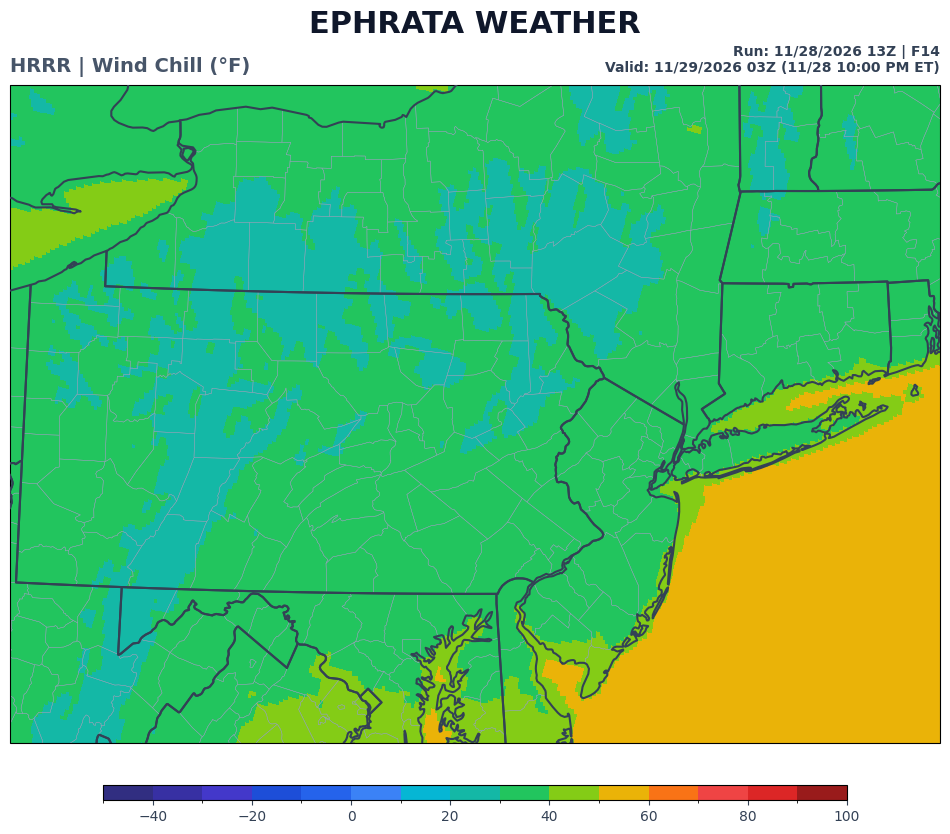 EPHRATA WEATHER
HRRR | Wind Chill (°F)
Run: 11/28/2026 13Z | F14
Valid: 11/29/2026 03Z (11/28 10:00 PM ET)
−40 −20 0 20 40 60 80 100